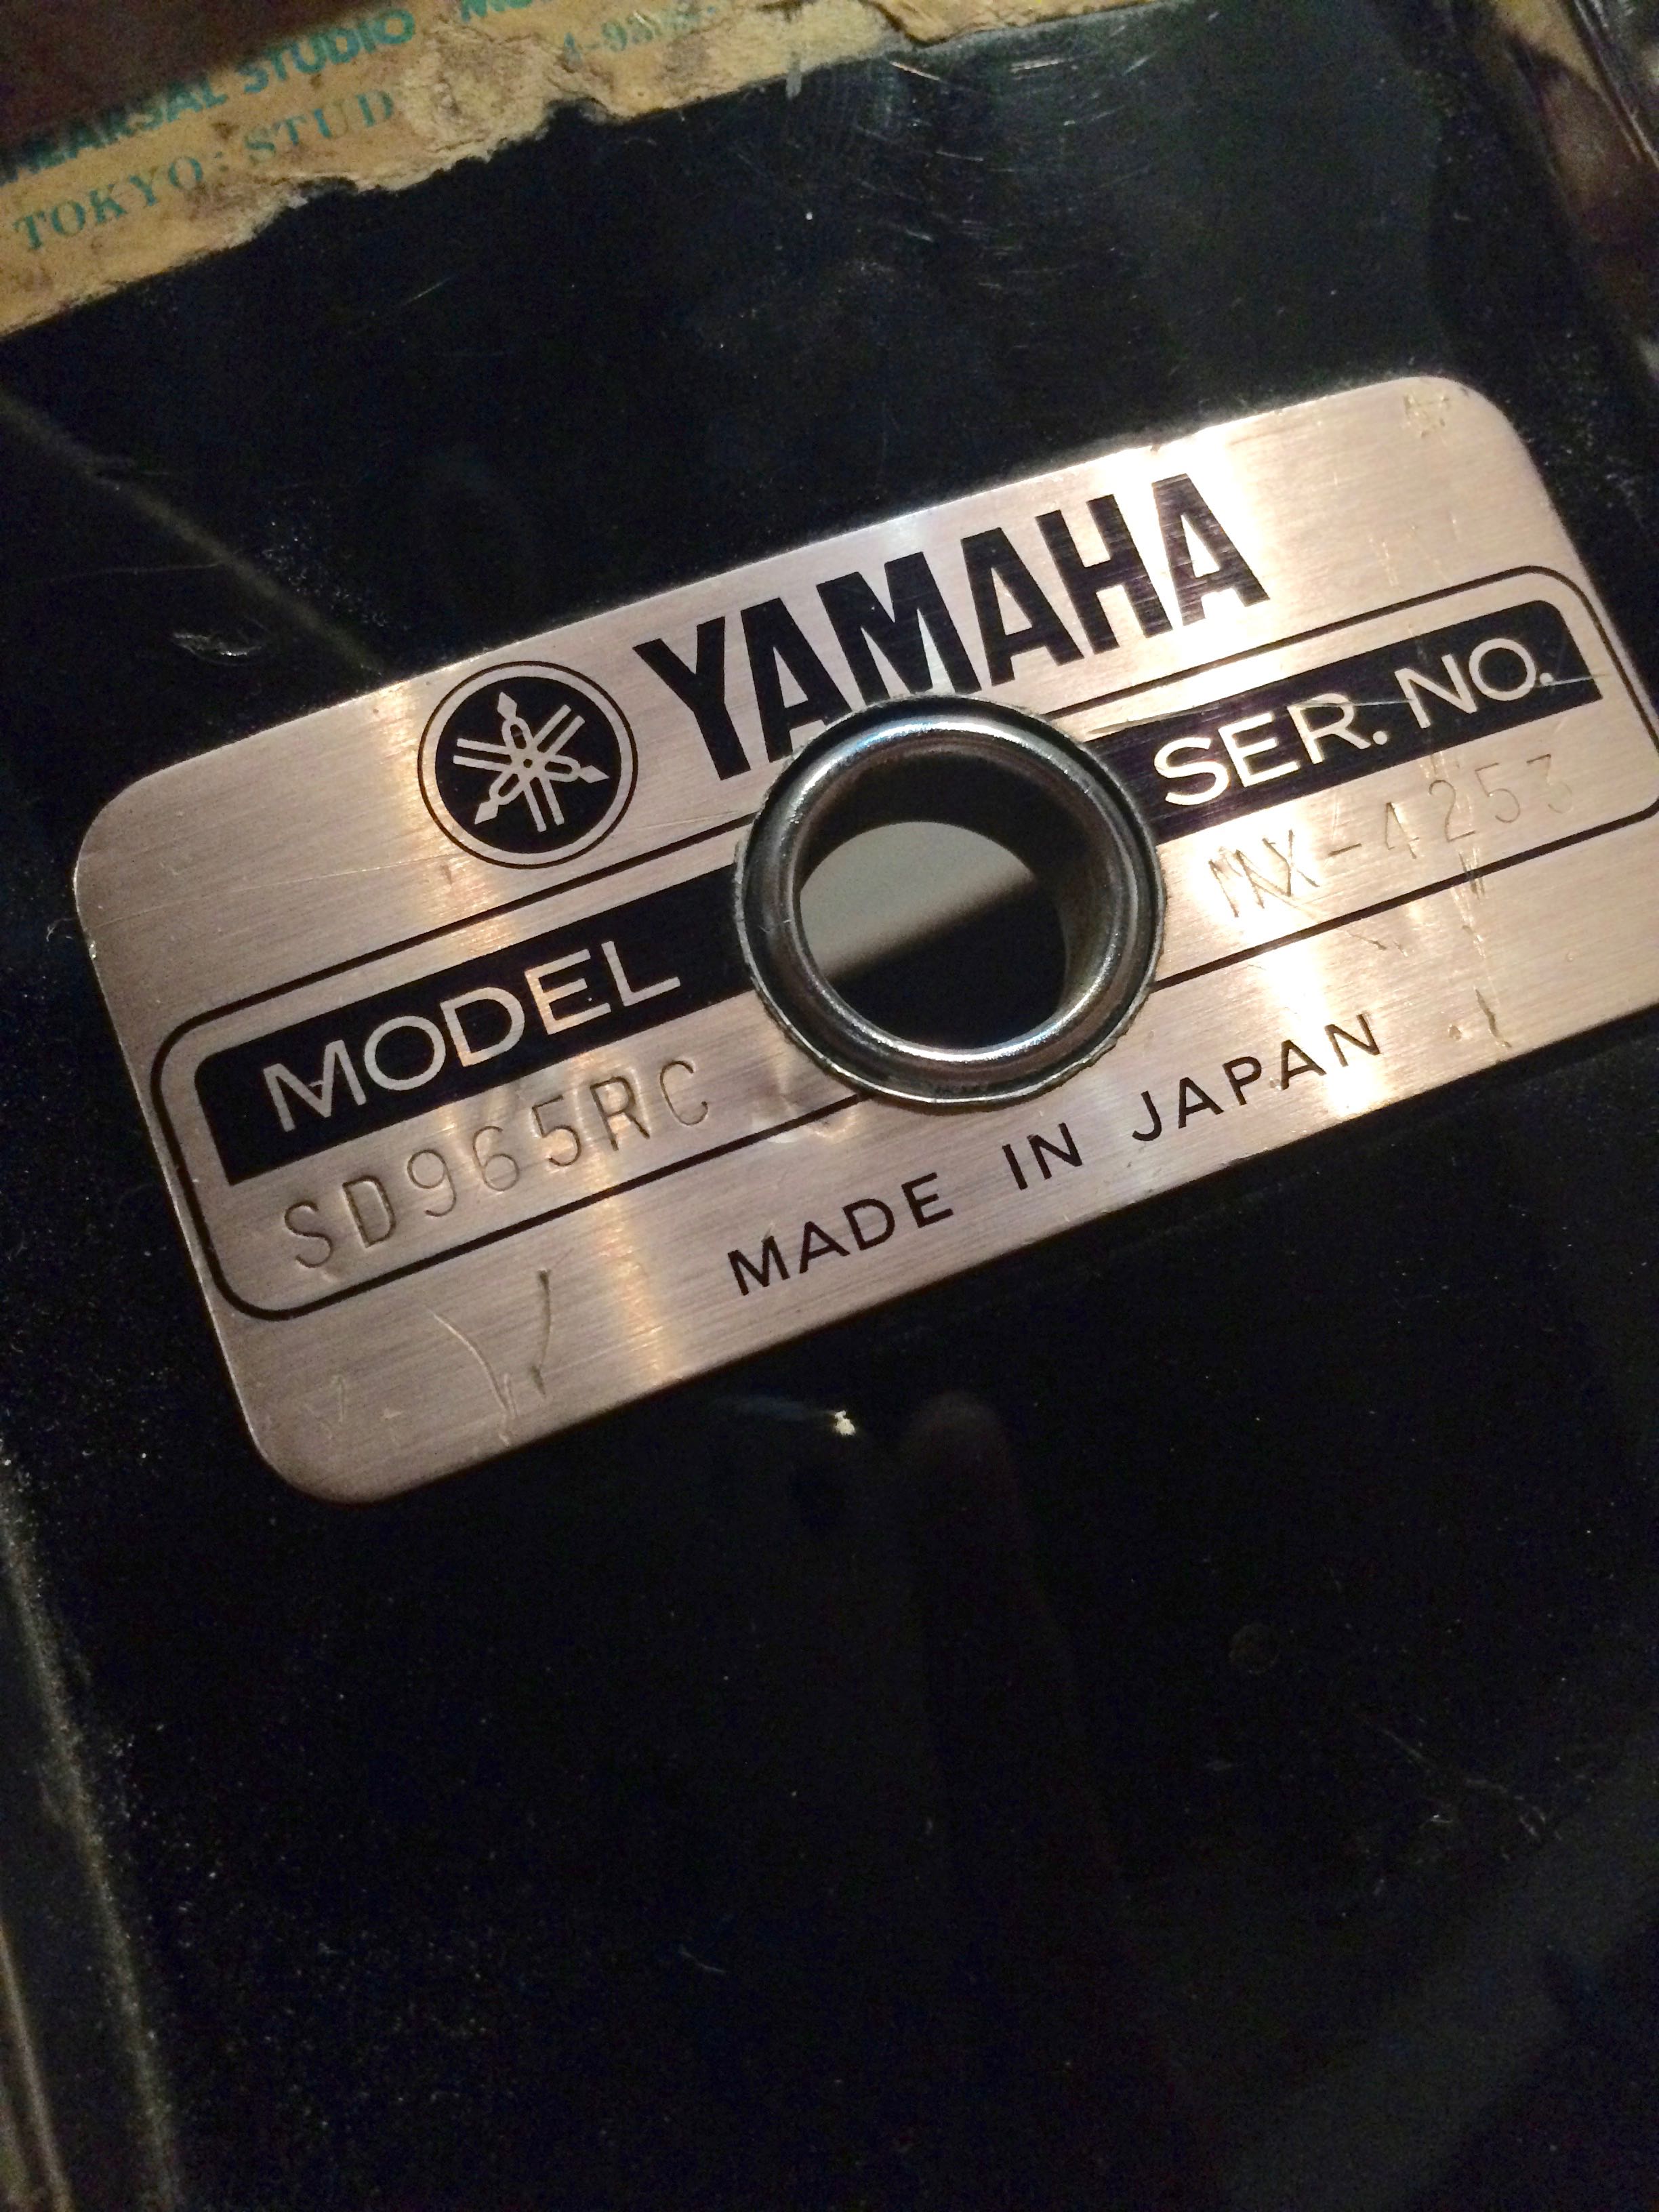 REHEARSAL STUDIO
TOKYO: STUD
YAMAHA
MODEL
SER. NO.
SD965RC
MADE IN JAPAN